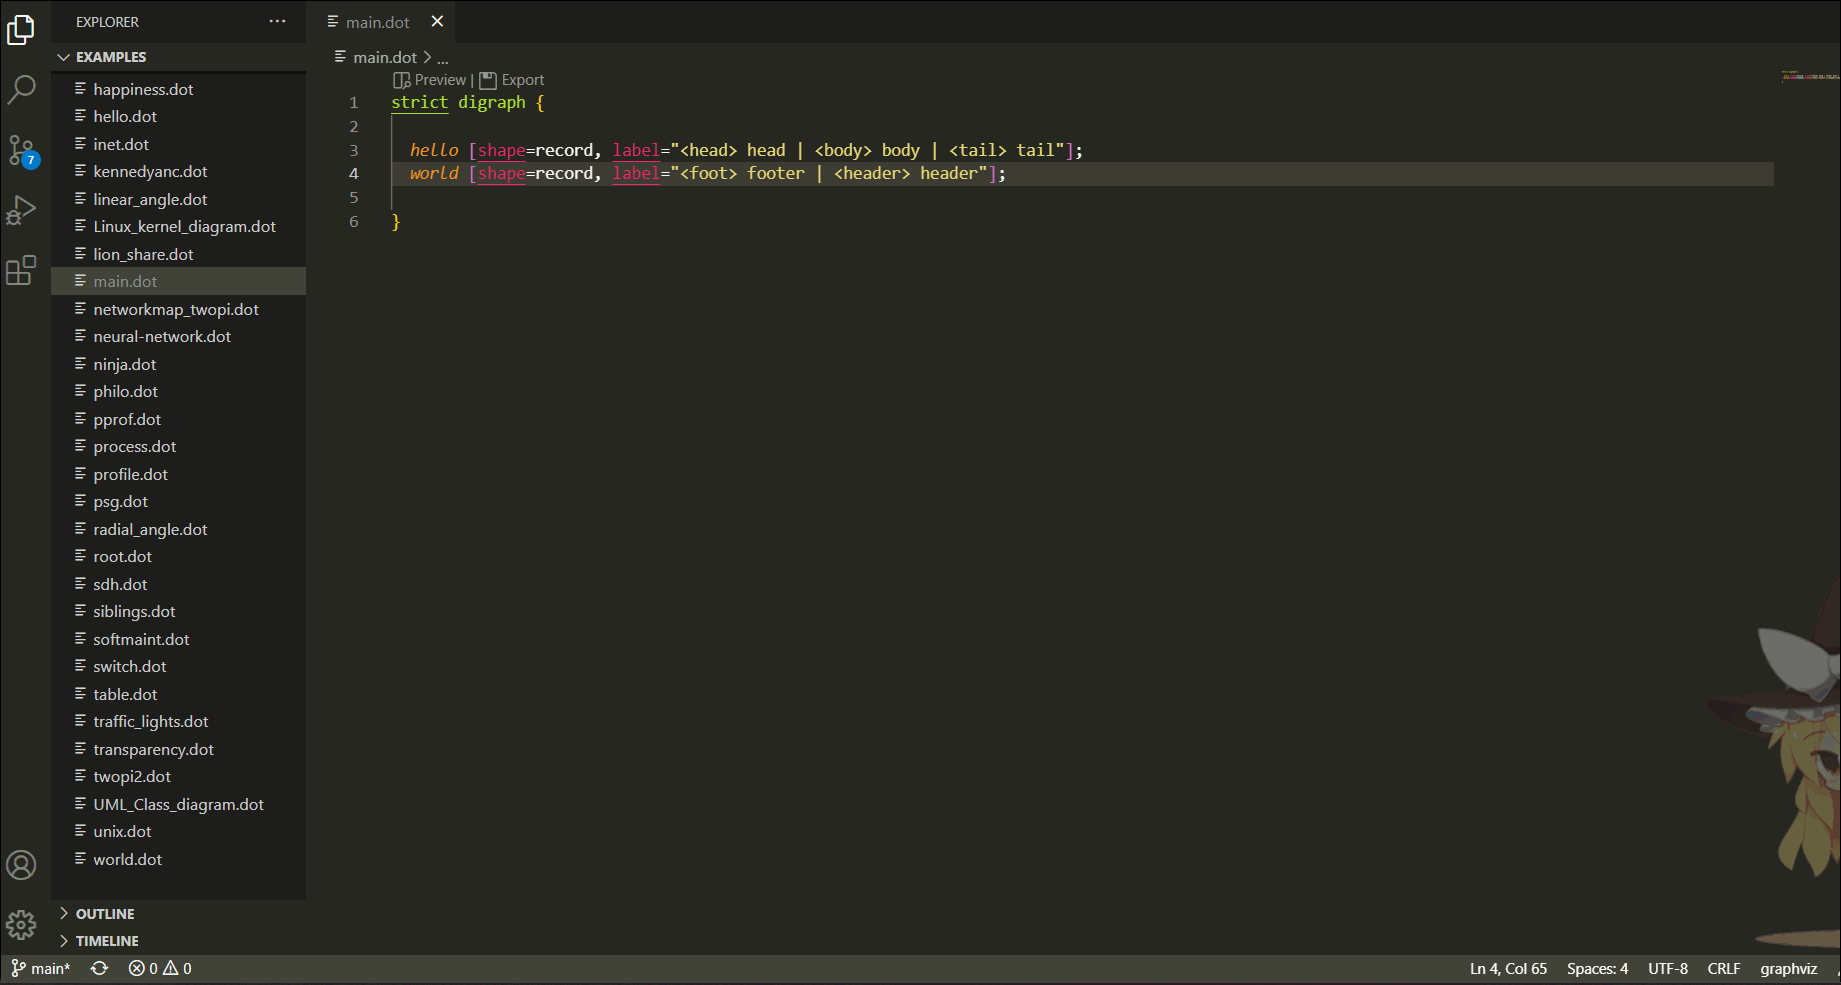 EXPLORER
EXAMPLES
happiness.dot
hello.dot
inet.dot
kennedyanc.dot
linear_angle.dot
Linux_kernel_diagram.dot
lion_share.dot
main.dot
networkmap_twopi.dot
neural-network.dot
ninja.dot
philo.dot
pprof.dot
process.dot
profile.dot
psg.dot
radial_angle.dot
root.dot
sdh.dot
siblings.dot
softmaint.dot
switch.dot
table.dot
traffic_lights.dot
transparency.dot
twopi2.dot
UML_Class_diagram.dot
unix.dot
world.dot
OUTLINE
TIMELINE
7
main.dot
main.dot > ...
Preview | Export
1 strict digraph {
2
3 hello [shape=record, label="<head> head | <body> body | <tail> tail"];
4 world [shape=record, label="<foot> footer | <header> header"];
5
6 }
main* 0 0 Ln 4, Col 65 Spaces: 4 UTF-8 CRLF graphviz